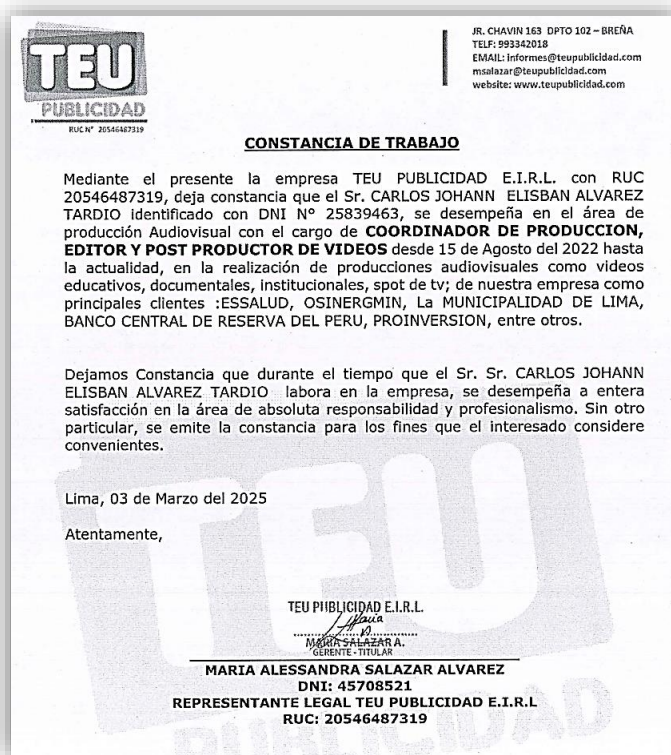 TEU
PUBLICIDAD
RUC N° 20546487319
JR. CHAVIN 163 DPTO 102 – BREÑA
TELF: 993342018
EMAIL: informes@teupublicidad.com
msalazar@teupublicidad.com
website: www.teupublicidad.com
CONSTANCIA DE TRABAJO
Mediante el presente la empresa TEU PUBLICIDAD E.I.R.L. con RUC
20546487319, deja constancia que el Sr. CARLOS JOHANN ELISBAN ALVAREZ
TARDIO identificado con DNI N° 25839463, se desempeña en el área de
producción Audiovisual con el cargo de COORDINADOR DE PRODUCCION,
EDITOR Y POST PRODUCTOR DE VIDEOS desde 15 de Agosto del 2022 hasta
la actualidad, en la realización de producciones audiovisuales como videos
educativos, documentales, institucionales, spot de tv; de nuestra empresa como
principales clientes :ESSALUD, OSINERGMIN, La MUNICIPALIDAD DE LIMA,
BANCO CENTRAL DE RESERVA DEL PERU, PROINVERSION, entre otros.
Dejamos Constancia que durante el tiempo que el Sr. Sr. CARLOS JOHANN
ELISBAN ALVAREZ TARDIO labora en la empresa, se desempeña a entera
satisfacción en la área de absoluta responsabilidad y profesionalismo. Sin otro
particular, se emite la constancia para los fines que el interesado considere
convenientes.
Lima, 03 de Marzo del 2025
Atentamente,
TEU PUBLICIDAD E.I.R.L.
Maria
MARIA SALAZAR A.
GERENTE - TITULAR
MARIA ALESSANDRA SALAZAR ALVAREZ
DNI: 45708521
REPRESENTANTE LEGAL TEU PUBLICIDAD E.I.R.L
RUC: 20546487319
TEU
PUBLICIDAD